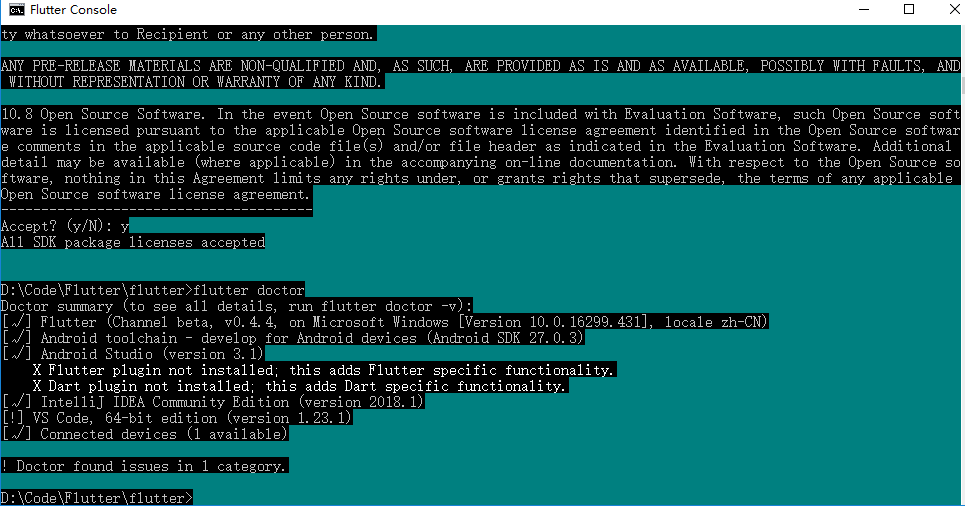 Flutter Console
ty whatsoever to Recipient or any other person.
ANY PRE-RELEASE MATERIALS ARE NON-QUALIFIED AND, AS SUCH, ARE PROVIDED AS IS AND AS AVAILABLE, POSSIBLY WITH FAULTS, AND
WITHOUT REPRESENTATION OR WARRANTY OF ANY KIND.
10.8 Open Source Software. In the event Open Source software is included with Evaluation Software, such Open Source soft
ware is licensed pursuant to the applicable Open Source software license agreement identified in the Open Source softwar
e comments in the applicable source code file(s) and/or file header as indicated in the Evaluation Software. Additional
detail may be available (where applicable) in the accompanying on-line documentation. With respect to the Open Source so
ftware, nothing in this Agreement limits any rights under, or grants rights that supersede, the terms of any applicable
Open Source software license agreement.
---------------------------------------
Accept? (y/N): y
All SDK package licenses accepted
D:\Code\Flutter\flutter>flutter doctor
Doctor summary (to see all details, run flutter doctor -v):
[√] Flutter (Channel beta, v0.4.4, on Microsoft Windows [Version 10.0.16299.431], locale zh-CN)
[√] Android toolchain - develop for Android devices (Android SDK 27.0.3)
[√] Android Studio (version 3.1)
X Flutter plugin not installed; this adds Flutter specific functionality.
X Dart plugin not installed; this adds Dart specific functionality.
[√] IntelliJ IDEA Community Edition (version 2018.1)
[!] VS Code, 64-bit edition (version 1.23.1)
[√] Connected devices (1 available)
! Doctor found issues in 1 category.
D:\Code\Flutter\flutter>